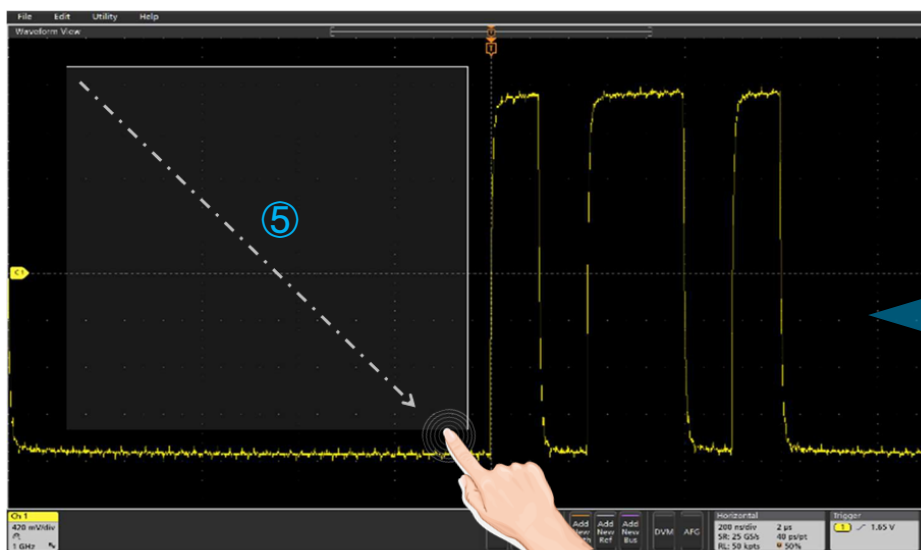 File Edit Utility Help
Waveform View
T
⑤
C1
Ch 1
420 mV/div
1 GHz
Add New Ref
Add New Bus
DVM
AFG
Horizontal
200 ns/div 2 µs
SR: 25 GS/s 40 ps/pt
RL: 50 kpts 50%
Trigger
1 1.65 V